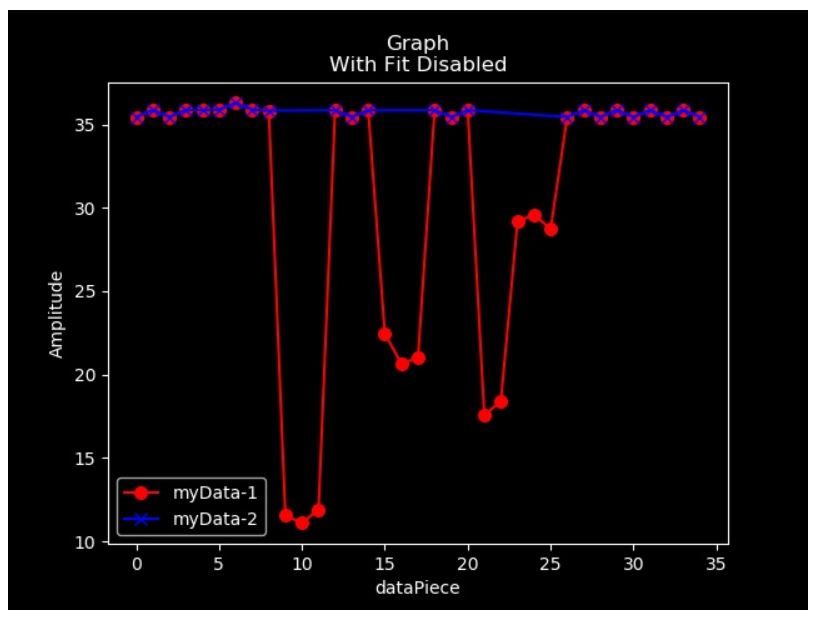 Graph
With Fit Disabled
Amplitude
35
30
25
20
15
10
myData-1
myData-2
0 5 10 15 20 25 30 35
dataPiece